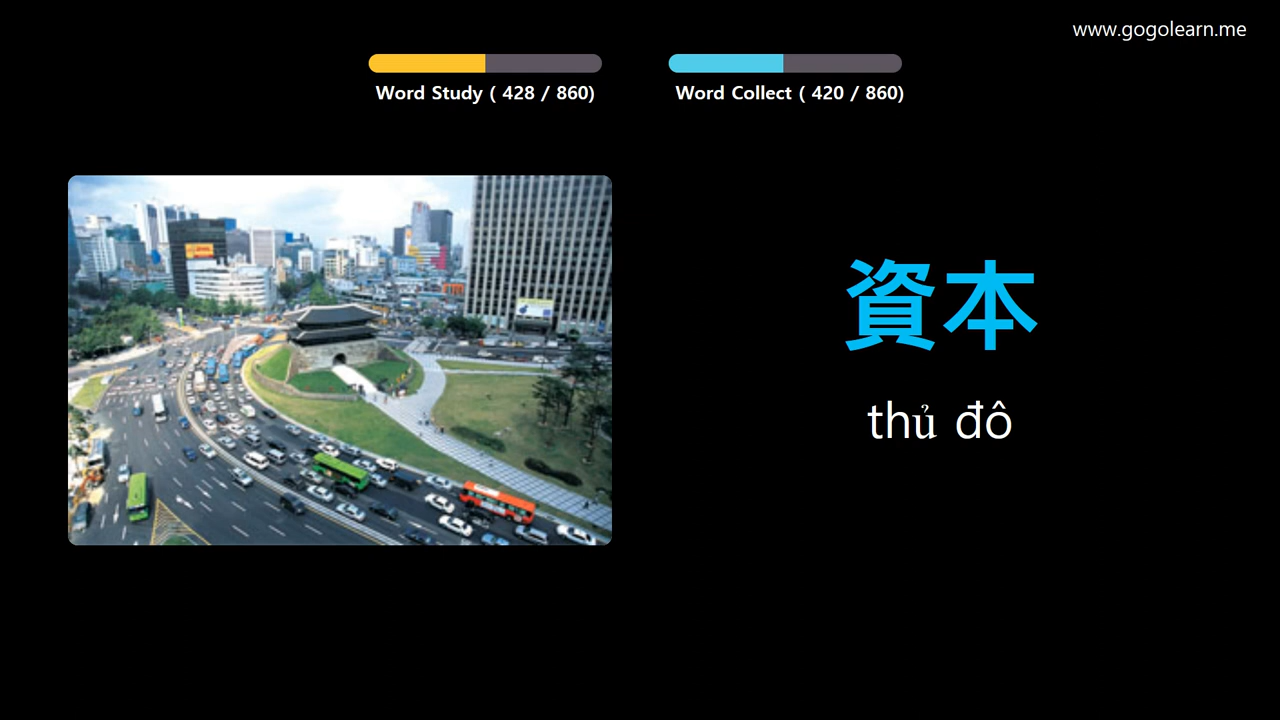 www.gogolearn.me
Word Study ( 428 / 860)
Word Collect ( 420 / 860)
資本
thủ đô